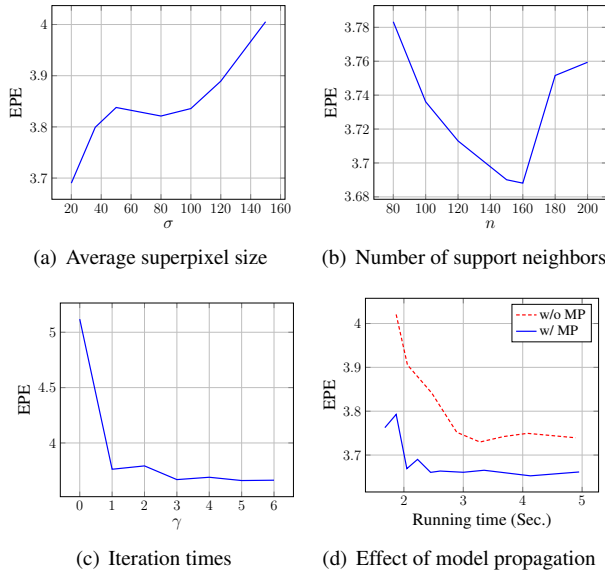 4
3.9
3.8
3.7
EPE
20 40 60 80 100 120 140 160
σ
(a) Average superpixel size
3.78
3.76
3.74
3.72
3.7
3.68
EPE
80 100 120 140 160 180 200
n
(b) Number of support neighbors
5
4.5
4
EPE
0 1 2 3 4 5 6
γ
(c) Iteration times
w/o MP
w/ MP
4
3.9
3.8
3.7
EPE
2 3 4 5
Running time (Sec.)
(d) Effect of model propagation